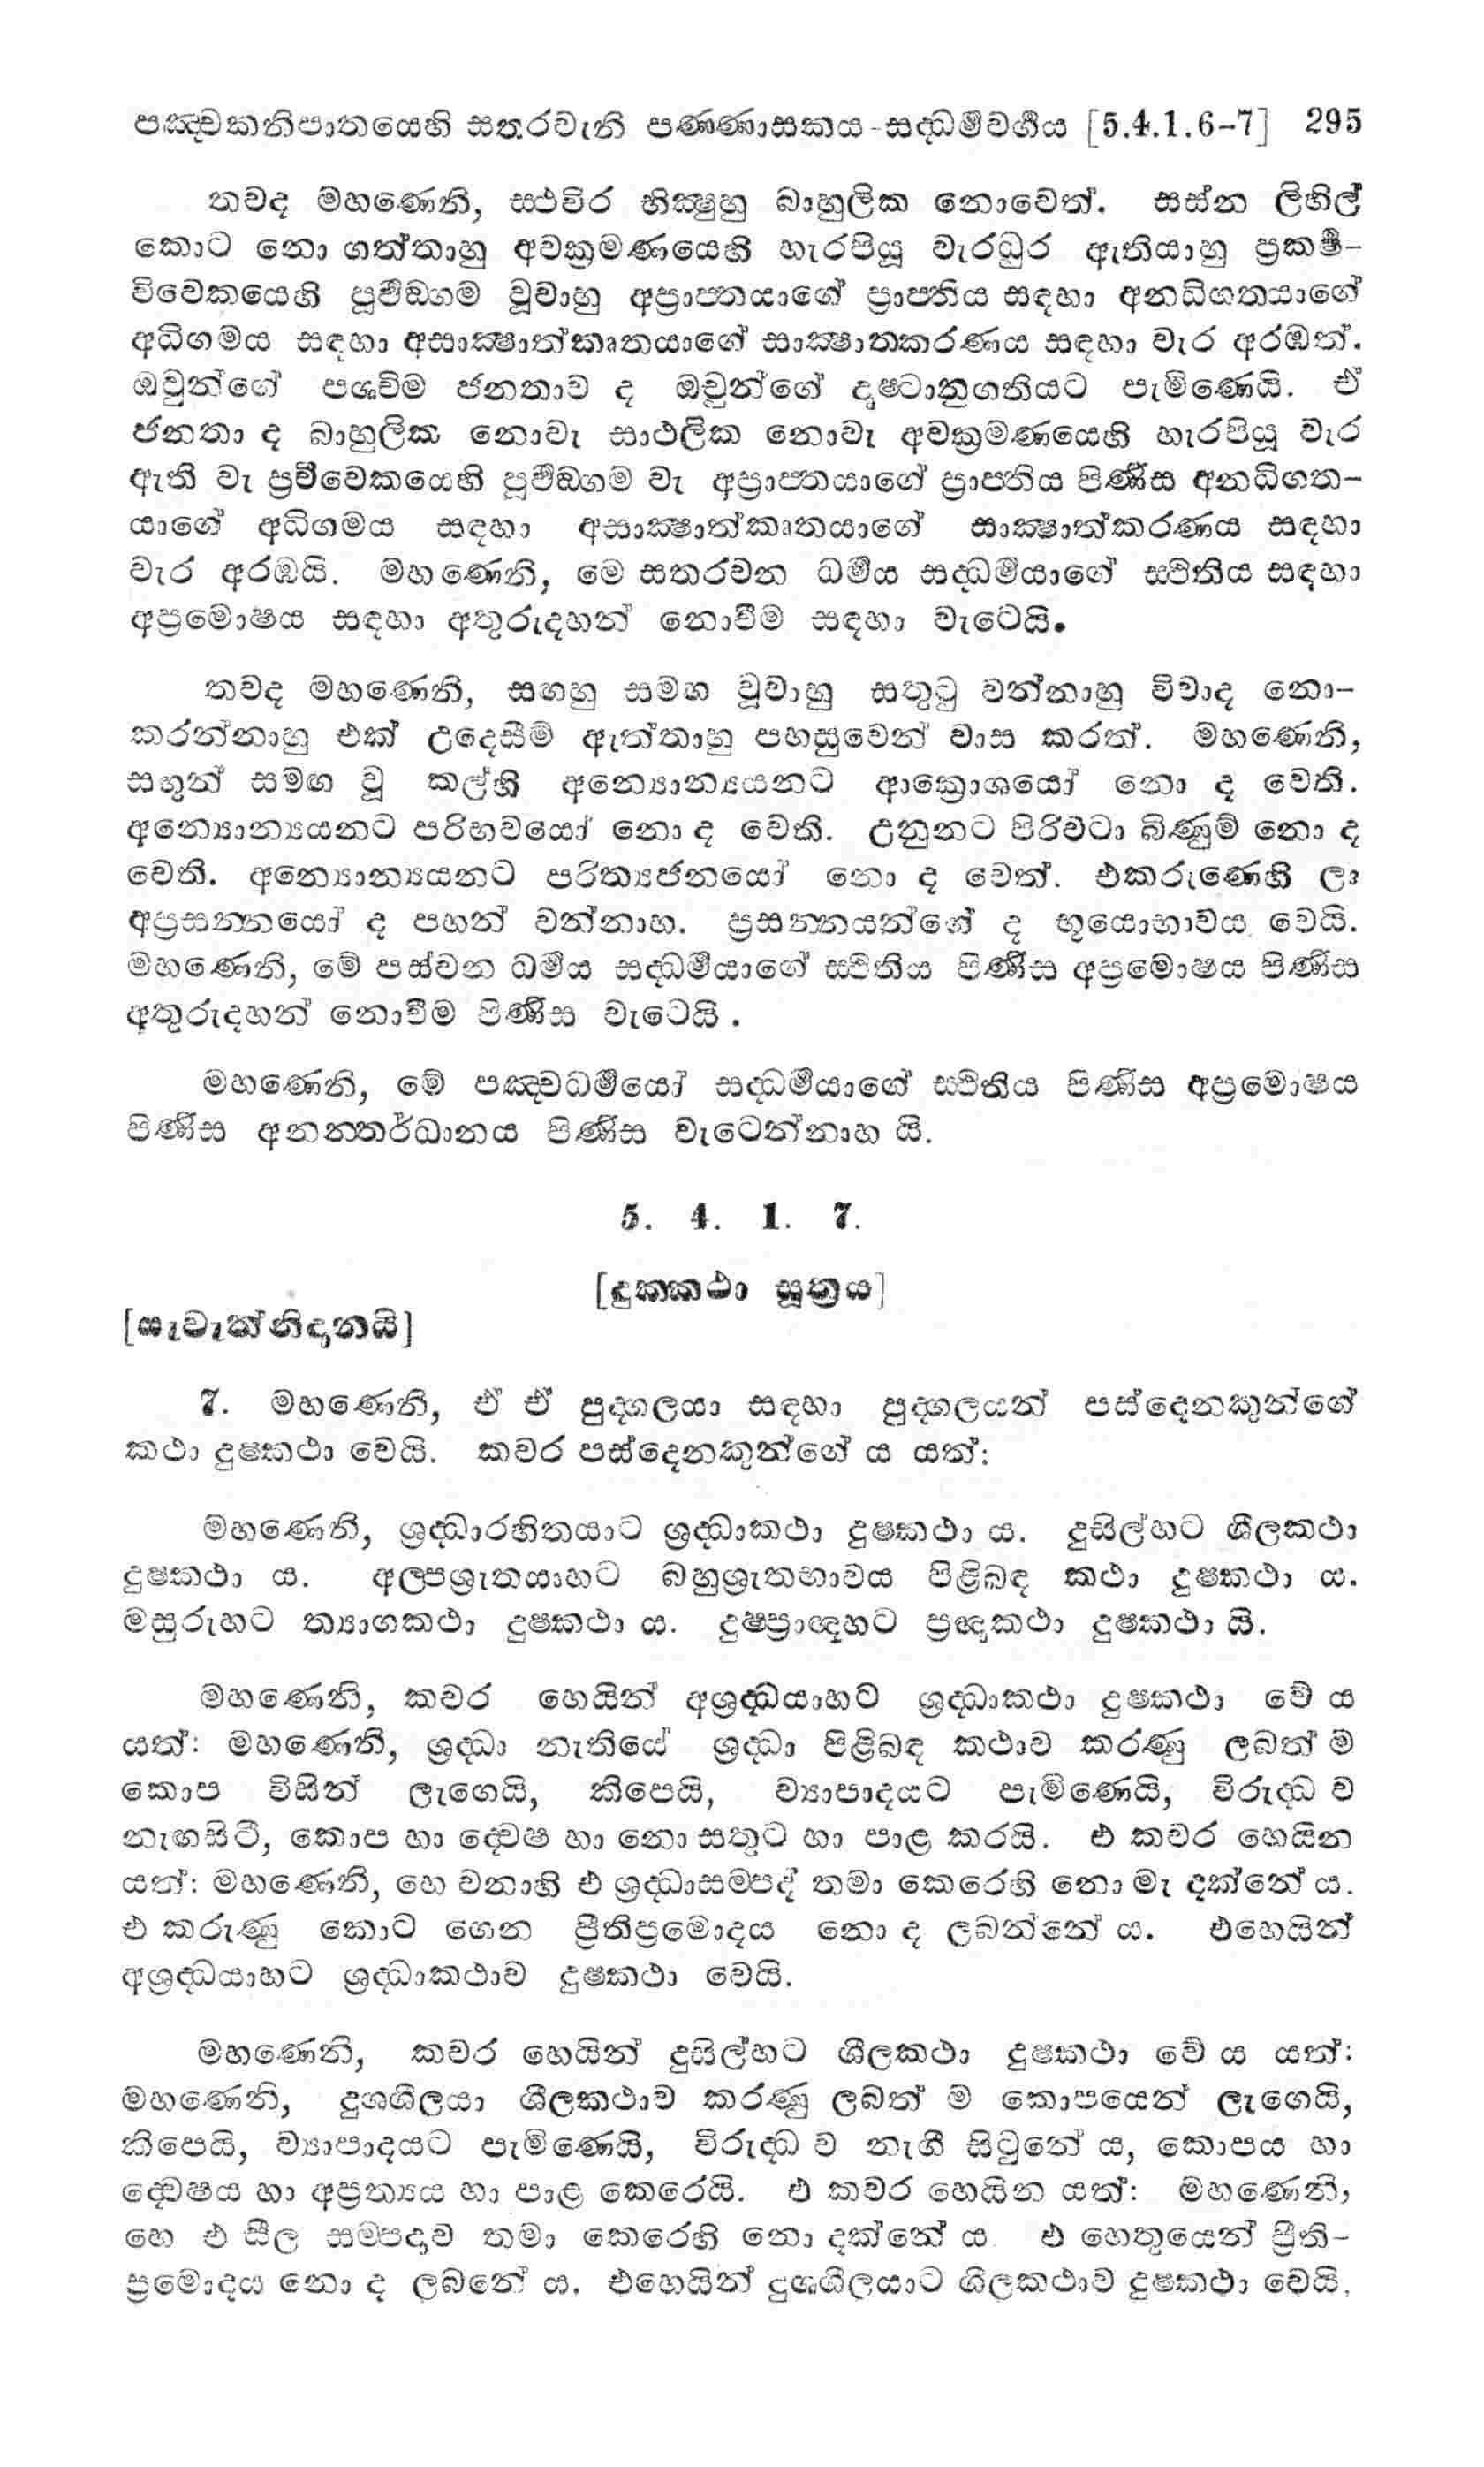 පඤ්චකනිපාතයෙහි සතරවැනි පණ්ණාසකය-සද්ධර්මවර්ගය [5.4.1.6-7] 295
තවද මහණෙනි, ස්ථවිර භික්ෂුහු බාහුලික නොවෙත්. සස්න ලිහිල්
කොට නො ගත්තාහු අවක්‍රමණයෙහි හැරපියූ වැරධුර ඇතියාහු ප්‍රකර්ෂ-
විවෙකයෙහි පූර්වඞ්ගම වූවාහු අප්‍රාප්තයාගේ ප්‍රාප්තිය සඳහා අනධිගතයාගේ
අධිගමය සඳහා අසාක්ෂාත්කෘතයාගේ සාක්ෂාත්කරණය සඳහා වැර අරඹත්.
ඔවුන්ගේ පශ්චිම ජනතාව ද ඔවුන්ගේ දෘෂ්ටානුගතියට පැමිණෙයි. ඒ
ජනතා ද බාහුලික නොවැ සාථලික නොවැ අවක්‍රමණයෙහි හැරපියූ වැර
ඇති වැ ප්‍රවිවෙකයෙහි පූර්වඞ්ගම වැ අප්‍රාප්තයාගේ ප්‍රාප්තිය පිණිස අනධිගත-
යාගේ අධිගමය සඳහා අසාක්ෂාත්කෘතයාගේ සාක්ෂාත්කරණය සඳහා
වැර අරඹයි. මහණෙනි, මෙ සතරවන ධර්මය සද්ධර්මයාගේ ස්ථිතිය සඳහා
අප්‍රමොෂය සඳහා අතුරුදහන් නොවීම සඳහා වැටෙයි.
තවද මහණෙනි, සඟහු සමඟ වූවාහු සතුටු වන්නාහු විවාද නො-
කරන්නාහු එක් උදෙසීම් ඇත්තාහු පහසුවෙන් වාස කරත්. මහණෙනි,
සඟුන් සමඟ වූ කල්හි අන්‍යොන්‍යයනට ආක්‍රොශයෝ නො ද වෙති.
අන්‍යොන්‍යයනට පරිභවයෝ නො ද වෙති. උනුනට පිරිවටා බිණුම් නො ද
වෙති. අන්‍යොන්‍යයනට පරිත්‍යජනයෝ නො ද වෙත්. එකරුණෙහි ලා
අප්‍රසන්නයෝ ද පහන් වන්නාහ. ප්‍රසන්නයන්ගේ ද භූයොභාවය වෙයි.
මහණෙනි, මේ පස්වන ධර්මය සද්ධර්මයාගේ ස්ථිතිය පිණිස අප්‍රමොෂය පිණිස
අතුරුදහන් නොවීම පිණිස වැටෙයි.
මහණෙනි, මේ පඤ්චධර්මයෝ සද්ධර්මයාගේ ස්ථිතිය පිණිස අප්‍රමොෂය
පිණිස අනන්තර්ධානය පිණිස වැටෙන්නාහ යි.
5. 4. 1. 7.
[දුක්කථා සූත්‍රය]
[සැවැත්නිදානයි]
7. මහණෙනි, ඒ ඒ පුද්ගලයා සඳහා පුද්ගලයන් පස්දෙනකුන්ගේ
කථා දුෂ්කථා වෙයි. කවර පස්දෙනකුන්ගේ ය යත්:
මහණෙනි, ශ්‍රද්ධාරහිතයාට ශ්‍රද්ධාකථා දුෂ්කථා ය. දුසිල්හට ශීලකථා
දුෂ්කථා ය. අල්පශ්‍රුතයාහට බහුශ්‍රුතභාවය පිළිබඳ කථා දුෂ්කථා ය.
මසුරුහට ත්‍යාගකථා දුෂ්කථා ය. දුෂ්ප්‍රාඥහට ප්‍රඥාකථා දුෂ්කථා යි.
මහණෙනි, කවර හෙයින් අශ්‍රද්ධයාහට ශ්‍රද්ධාකථා දුෂ්කථා වේ ය
යත්: මහණෙනි, ශ්‍රද්ධා නැතියේ ශ්‍රද්ධා පිළිබඳ කථාව කරණු ලබත් ම
කොප විසින් ලැගෙයි, කිපෙයි, ව්‍යාපාදයට පැමිණෙයි, විරුද්ධ ව
නැඟසිටී, කොප හා ද්වෙෂ හා නො සතුට හා පාළ කරයි. එ කවර හෙයින
යත්: මහණෙනි, හෙ වනාහි එ ශ්‍රද්ධාසම්පද් තමා කෙරෙහි නො මැ දක්නේ ය.
එ කරුණු කොට ගෙන ප්‍රීතිප්‍රමොදය නො ද ලබන්නේ ය. එහෙයින්
අශ්‍රද්ධයාහට ශ්‍රද්ධාකථාව දුෂ්කථා වෙයි.
මහණෙනි, කවර හෙයින් දුසිල්හට ශීලකථා දුෂ්කථා වේ ය යත්:
මහණෙනි, දුශ්ශීලයා ශීලකථාව කරණු ලබත් ම කොපයෙන් ලැගෙයි,
කිපෙයි, ව්‍යාපාදයට පැමිණෙයි, විරුද්ධ ව නැගී සිටුනේ ය, කොපය හා
ද්වෙෂය හා අප්‍රත්‍යය හා පාළ කෙරෙයි. එ කවර හෙයින යත්: මහණෙනි,
හෙ එ සීල සම්පදාව තමා කෙරෙහි නො දක්නේ ය. එ හෙතුයෙන් ප්‍රීති-
ප්‍රමොදය නො ද ලබනේ ය. එහෙයින් දුශ්ශීලයාට ශීලකථාව දුෂ්කථා වෙයි.